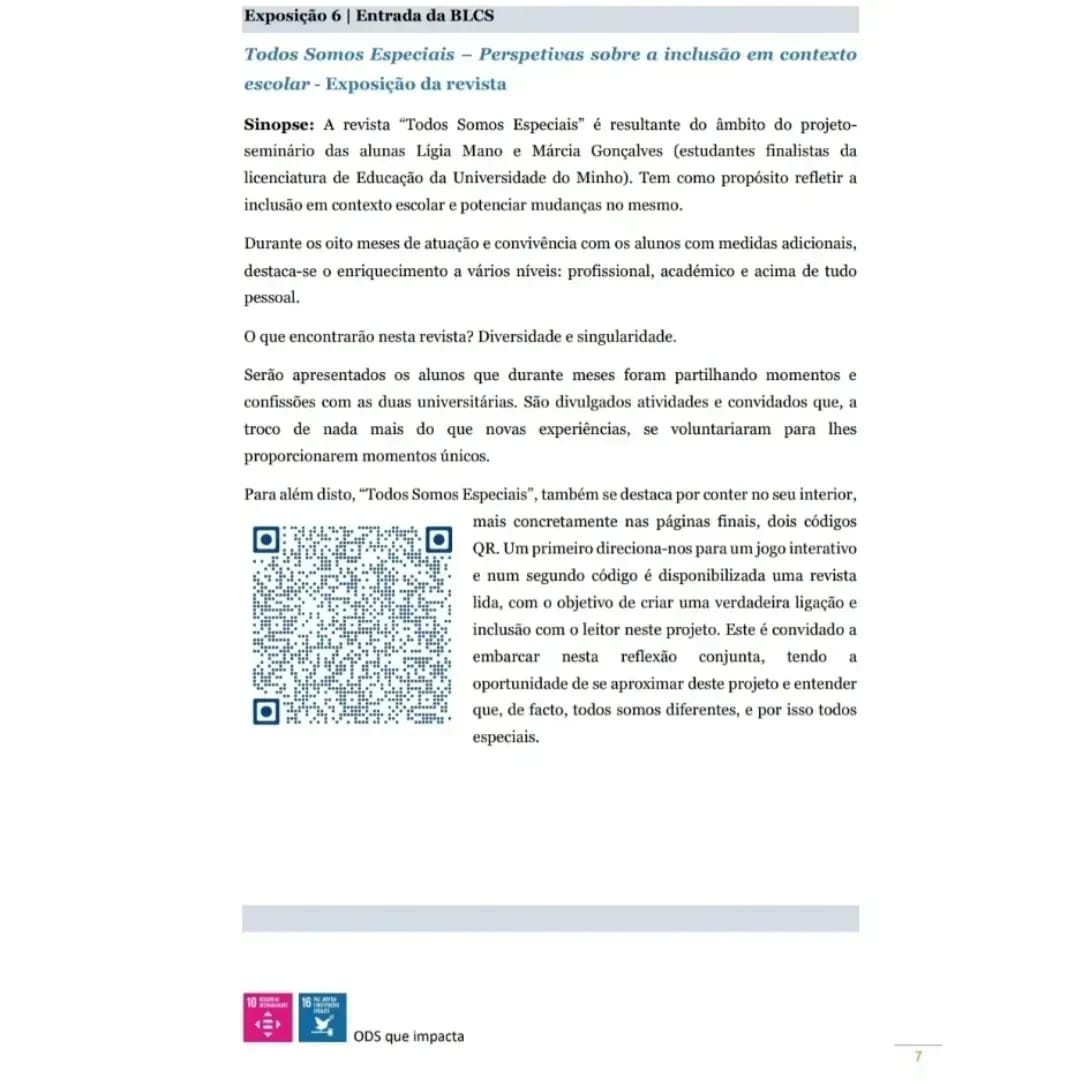 Exposição 6 | Entrada da BLCS
Todos Somos Especiais – Perspetivas sobre a inclusão em contexto
escolar - Exposição da revista
Sinopse: A revista “Todos Somos Especiais” é resultante do âmbito do projeto-
seminário das alunas Lígia Mano e Márcia Gonçalves (estudantes finalistas da
licenciatura de Educação da Universidade do Minho). Tem como propósito refletir a
inclusão em contexto escolar e potenciar mudanças no mesmo.
Durante os oito meses de atuação e convivência com os alunos com medidas adicionais,
destaca-se o enriquecimento a vários níveis: profissional, académico e acima de tudo
pessoal.
O que encontrarão nesta revista? Diversidade e singularidade.
Serão apresentados os alunos que durante meses foram partilhando momentos e
confissões com as duas universitárias. São divulgados atividades e convidados que, a
troco de nada mais do que novas experiências, se voluntariaram para lhes
proporcionarem momentos únicos.
Para além disto, “Todos Somos Especiais”, também se destaca por conter no seu interior,
mais concretamente nas páginas finais, dois códigos
QR. Um primeiro direciona-nos para um jogo interativo
e num segundo código é disponibilizada uma revista
lida, com o objetivo de criar uma verdadeira ligação e
inclusão com o leitor neste projeto. Este é convidado a
embarcar nesta reflexão conjunta, tendo a
oportunidade de se aproximar deste projeto e entender
que, de facto, todos somos diferentes, e por isso todos
especiais.
10
16
ODS que impacta
7